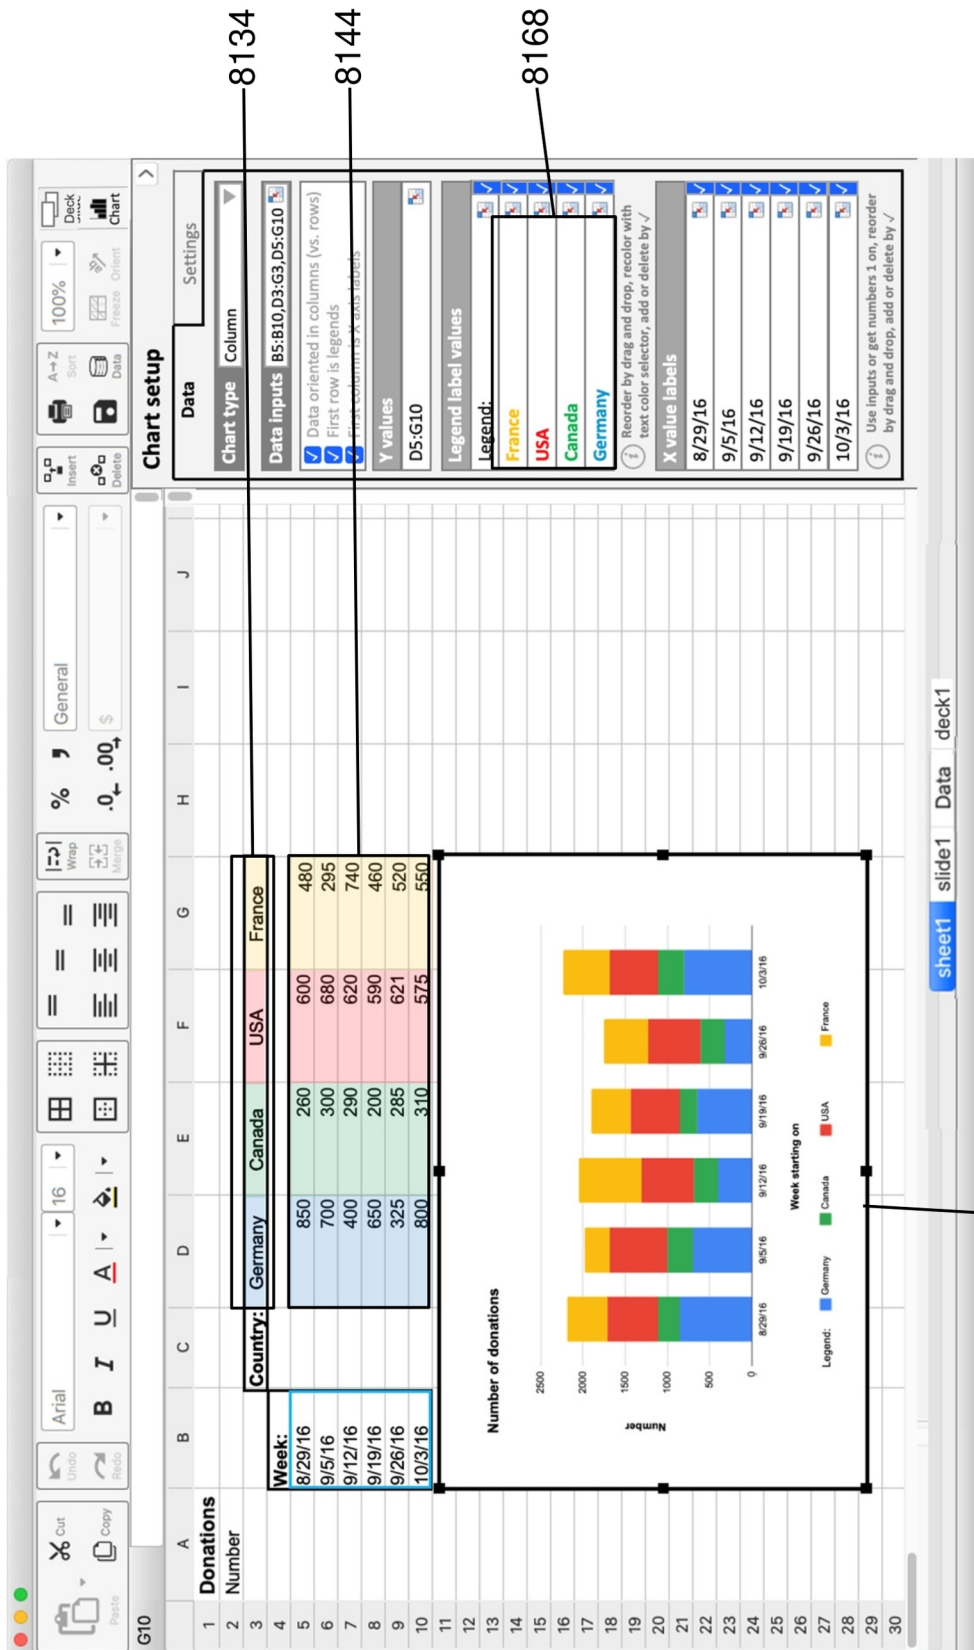 8134
8144
8168
Cut
Copy
Paste
Undo
Redo
Arial 16
B I U A
Wrap
Merge
% , General
.0 .00 $
Insert
Delete
A→Z
Sort
Data
100%
Freeze Orient
Deck
Chart
G10
Chart setup
A B C D E F G H I J
1 Donations
2 Number
3 Country: Germany Canada USA France
4 Week:
5 8/29/16 850 260 600 480
6 9/5/16 700 300 680 295
7 9/12/16 400 290 620 740
8 9/19/16 650 200 590 460
9 9/26/16 325 285 621 520
10 10/3/16 800 310 575 550
11
12
13
14
15
16
17
18
19
20
21
22
23
24
25
26
27
28
29
30
Number of donations
Number
2500
2000
1500
1000
500
0
8/29/16 9/5/16 9/12/16 9/19/16 9/26/16 10/3/16
Week starting on
Legend: Germany Canada USA France
Data Settings
Chart type Column
Data inputs B5:B10,D3:G3,D5:G10
Data oriented in columns (vs. rows)
First row is legends
First column is X axis labels
Y values
D5:G10
Legend label values
Legend:
France
USA
Canada
Germany
Reorder by drag and drop, recolor with
text color selector, add or delete by ✓
X value labels
8/29/16
9/5/16
9/12/16
9/19/16
9/26/16
10/3/16
Use inputs or get numbers 1 on, reorder
by drag and drop, add or delete by ✓
sheet1 slide1 Data deck1